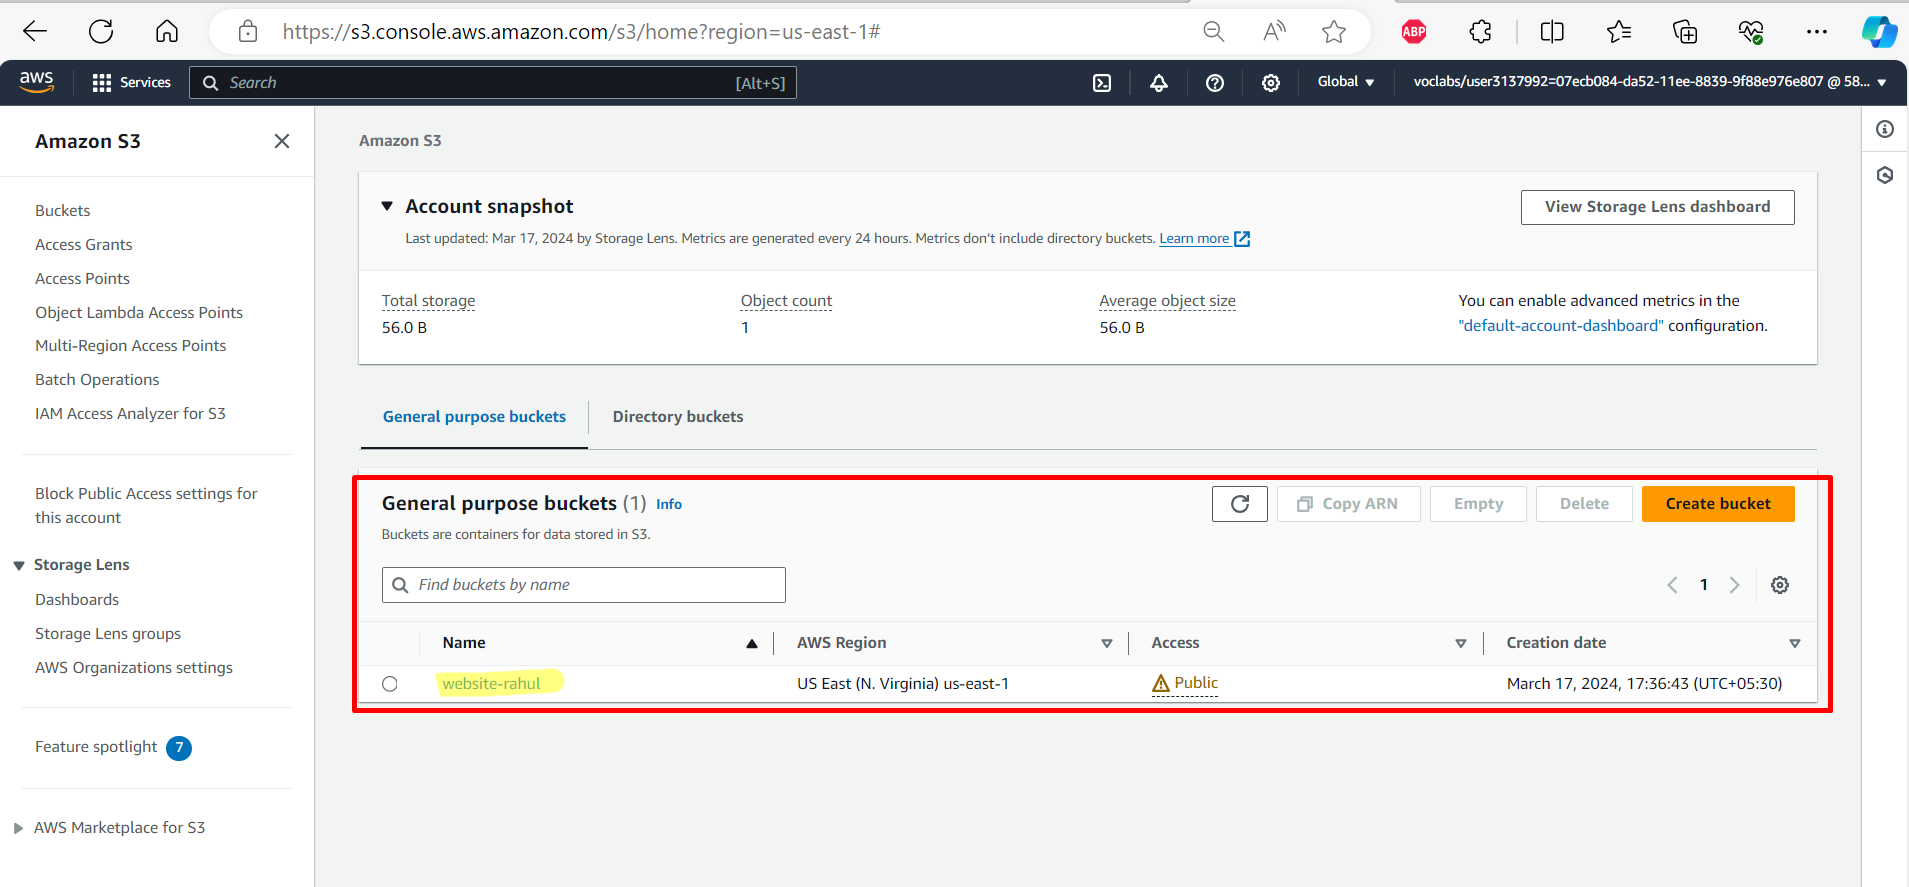 https://s3.console.aws.amazon.com/s3/home?region=us-east-1#
ABP
aws
Services
Search
[Alt+S]
Global
voclabs/user3137992=07ecb084-da52-11ee-8839-9f88e976e807 @ 58...
Amazon S3
Buckets
Access Grants
Access Points
Object Lambda Access Points
Multi-Region Access Points
Batch Operations
IAM Access Analyzer for S3
Block Public Access settings for
this account
Storage Lens
Dashboards
Storage Lens groups
AWS Organizations settings
Feature spotlight 7
AWS Marketplace for S3
Amazon S3
Account snapshot
View Storage Lens dashboard
Last updated: Mar 17, 2024 by Storage Lens. Metrics are generated every 24 hours. Metrics don't include directory buckets. Learn more
Total storage
56.0 B
Object count
1
Average object size
56.0 B
You can enable advanced metrics in the
"default-account-dashboard" configuration.
General purpose buckets
Directory buckets
General purpose buckets (1) Info
Copy ARN
Empty
Delete
Create bucket
Buckets are containers for data stored in S3.
Find buckets by name
1
Name
AWS Region
Access
Creation date
website-rahul
US East (N. Virginia) us-east-1
Public
March 17, 2024, 17:36:43 (UTC+05:30)